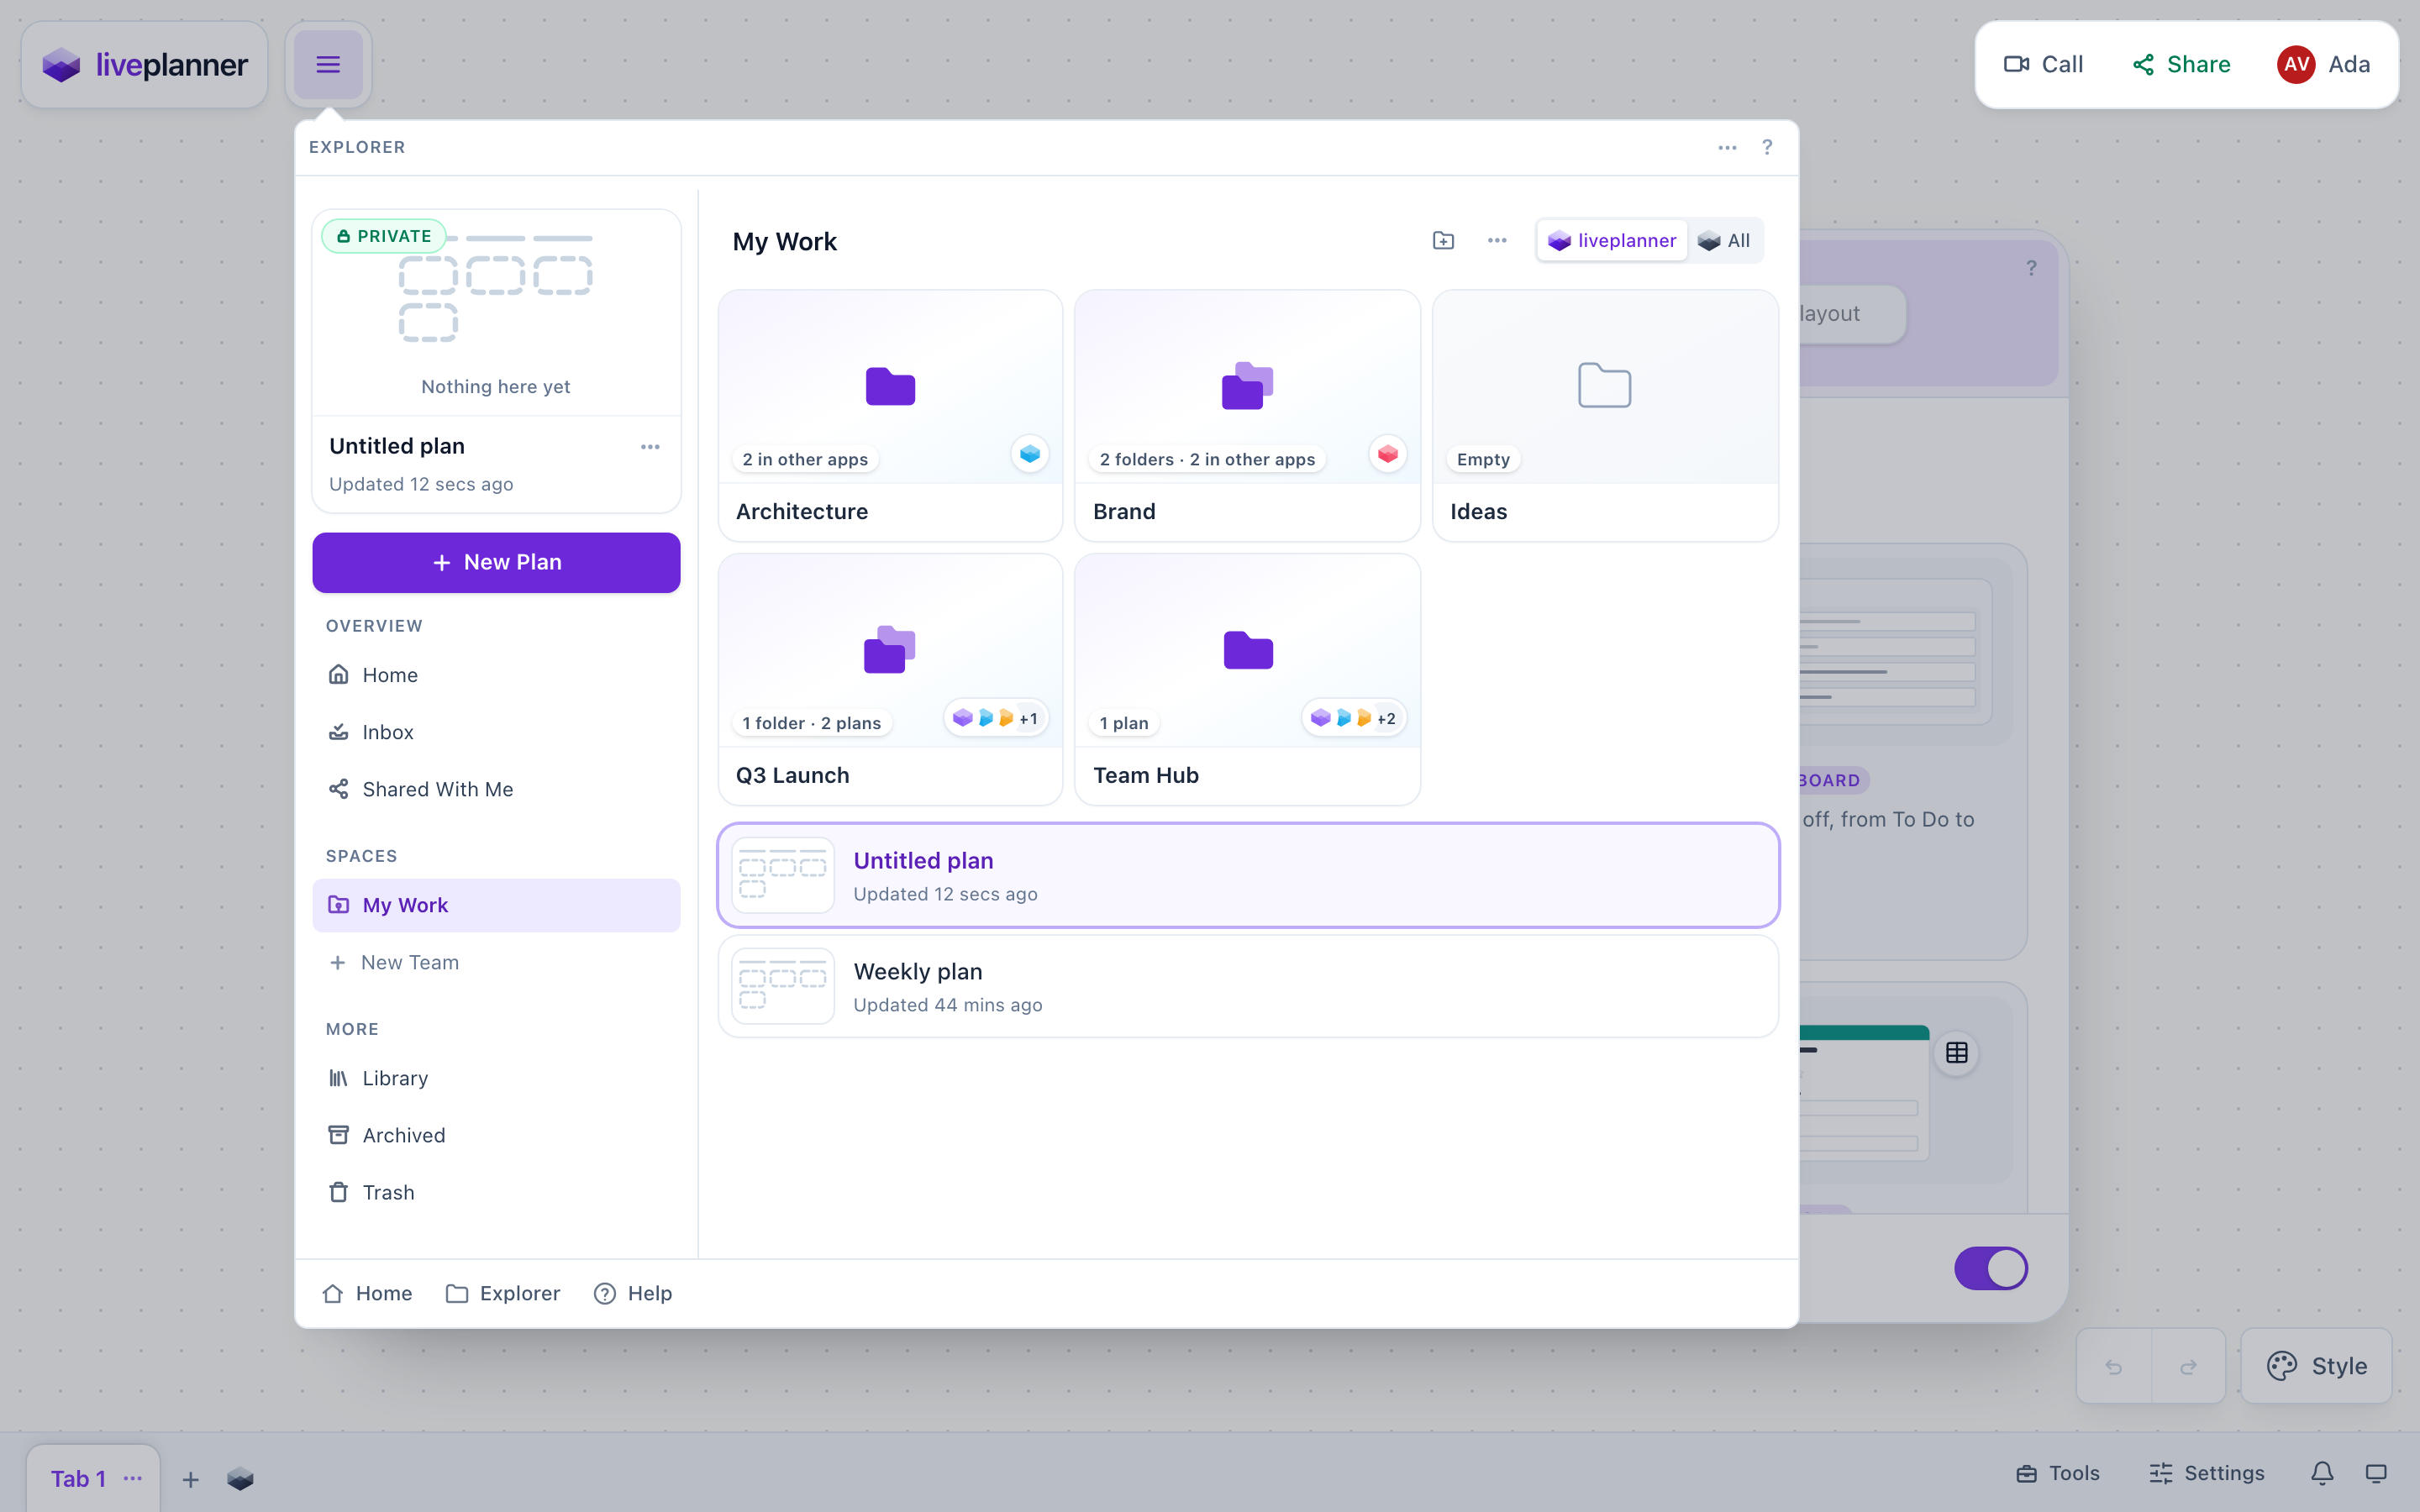 liveplanner
Call
Share
AV
Ada
EXPLORER
?
PRIVATE
Nothing here yet
Untitled plan
Updated 12 secs ago
+ New Plan
OVERVIEW
Home
Inbox
Shared With Me
SPACES
My Work
+ New Team
MORE
Library
Archived
Trash
My Work
liveplanner
All
2 in other apps
Architecture
2 folders · 2 in other apps
Brand
Empty
Ideas
1 folder · 2 plans
+1
Q3 Launch
1 plan
+2
Team Hub
Untitled plan
Updated 12 secs ago
Weekly plan
Updated 44 mins ago
Home
Explorer
Help
?
layout
BOARD
off, from To Do to
Style
Tab 1
Tools
Settings